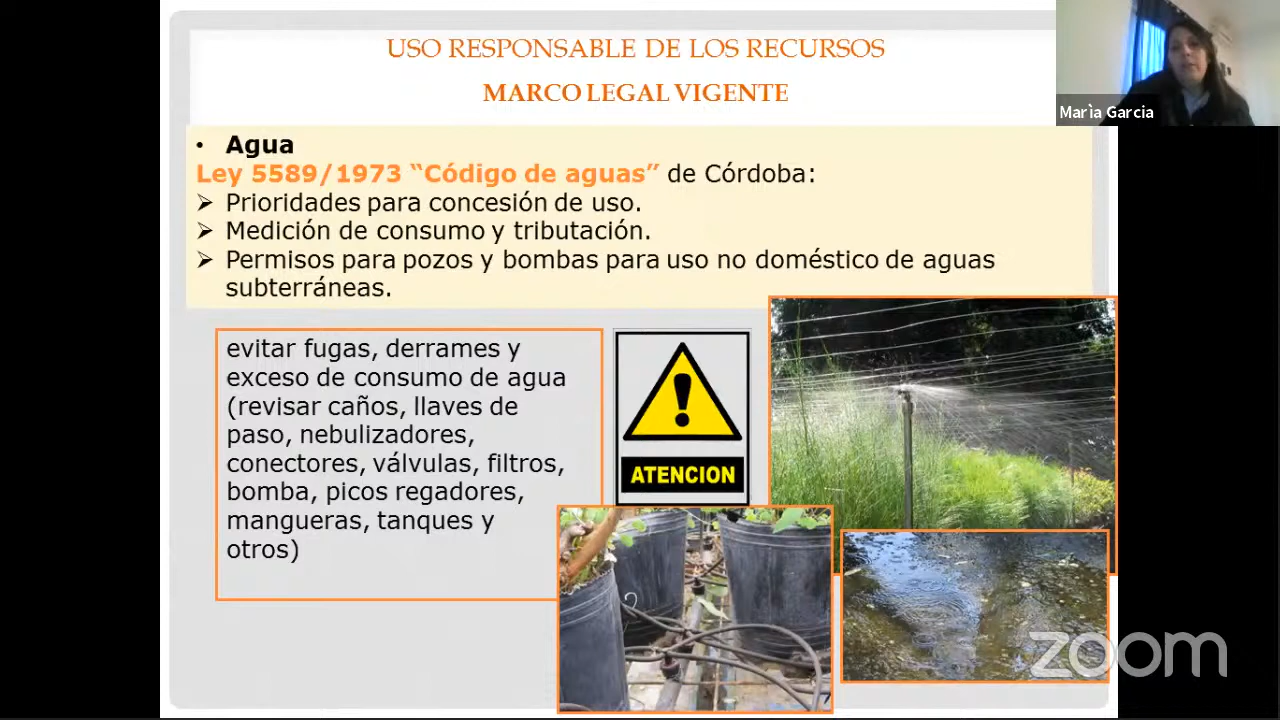 USO RESPONSABLE DE LOS RECURSOS
MARCO LEGAL VIGENTE
Marìa Garcia
• Agua
Ley 5589/1973 “Código de aguas” de Córdoba:
➢ Prioridades para concesión de uso.
➢ Medición de consumo y tributación.
➢ Permisos para pozos y bombas para uso no doméstico de aguas
subterráneas.
evitar fugas, derrames y
exceso de consumo de agua
(revisar caños, llaves de
paso, nebulizadores,
conectores, válvulas, filtros,
bomba, picos regadores,
mangueras, tanques y
otros)
ATENCION
zoom